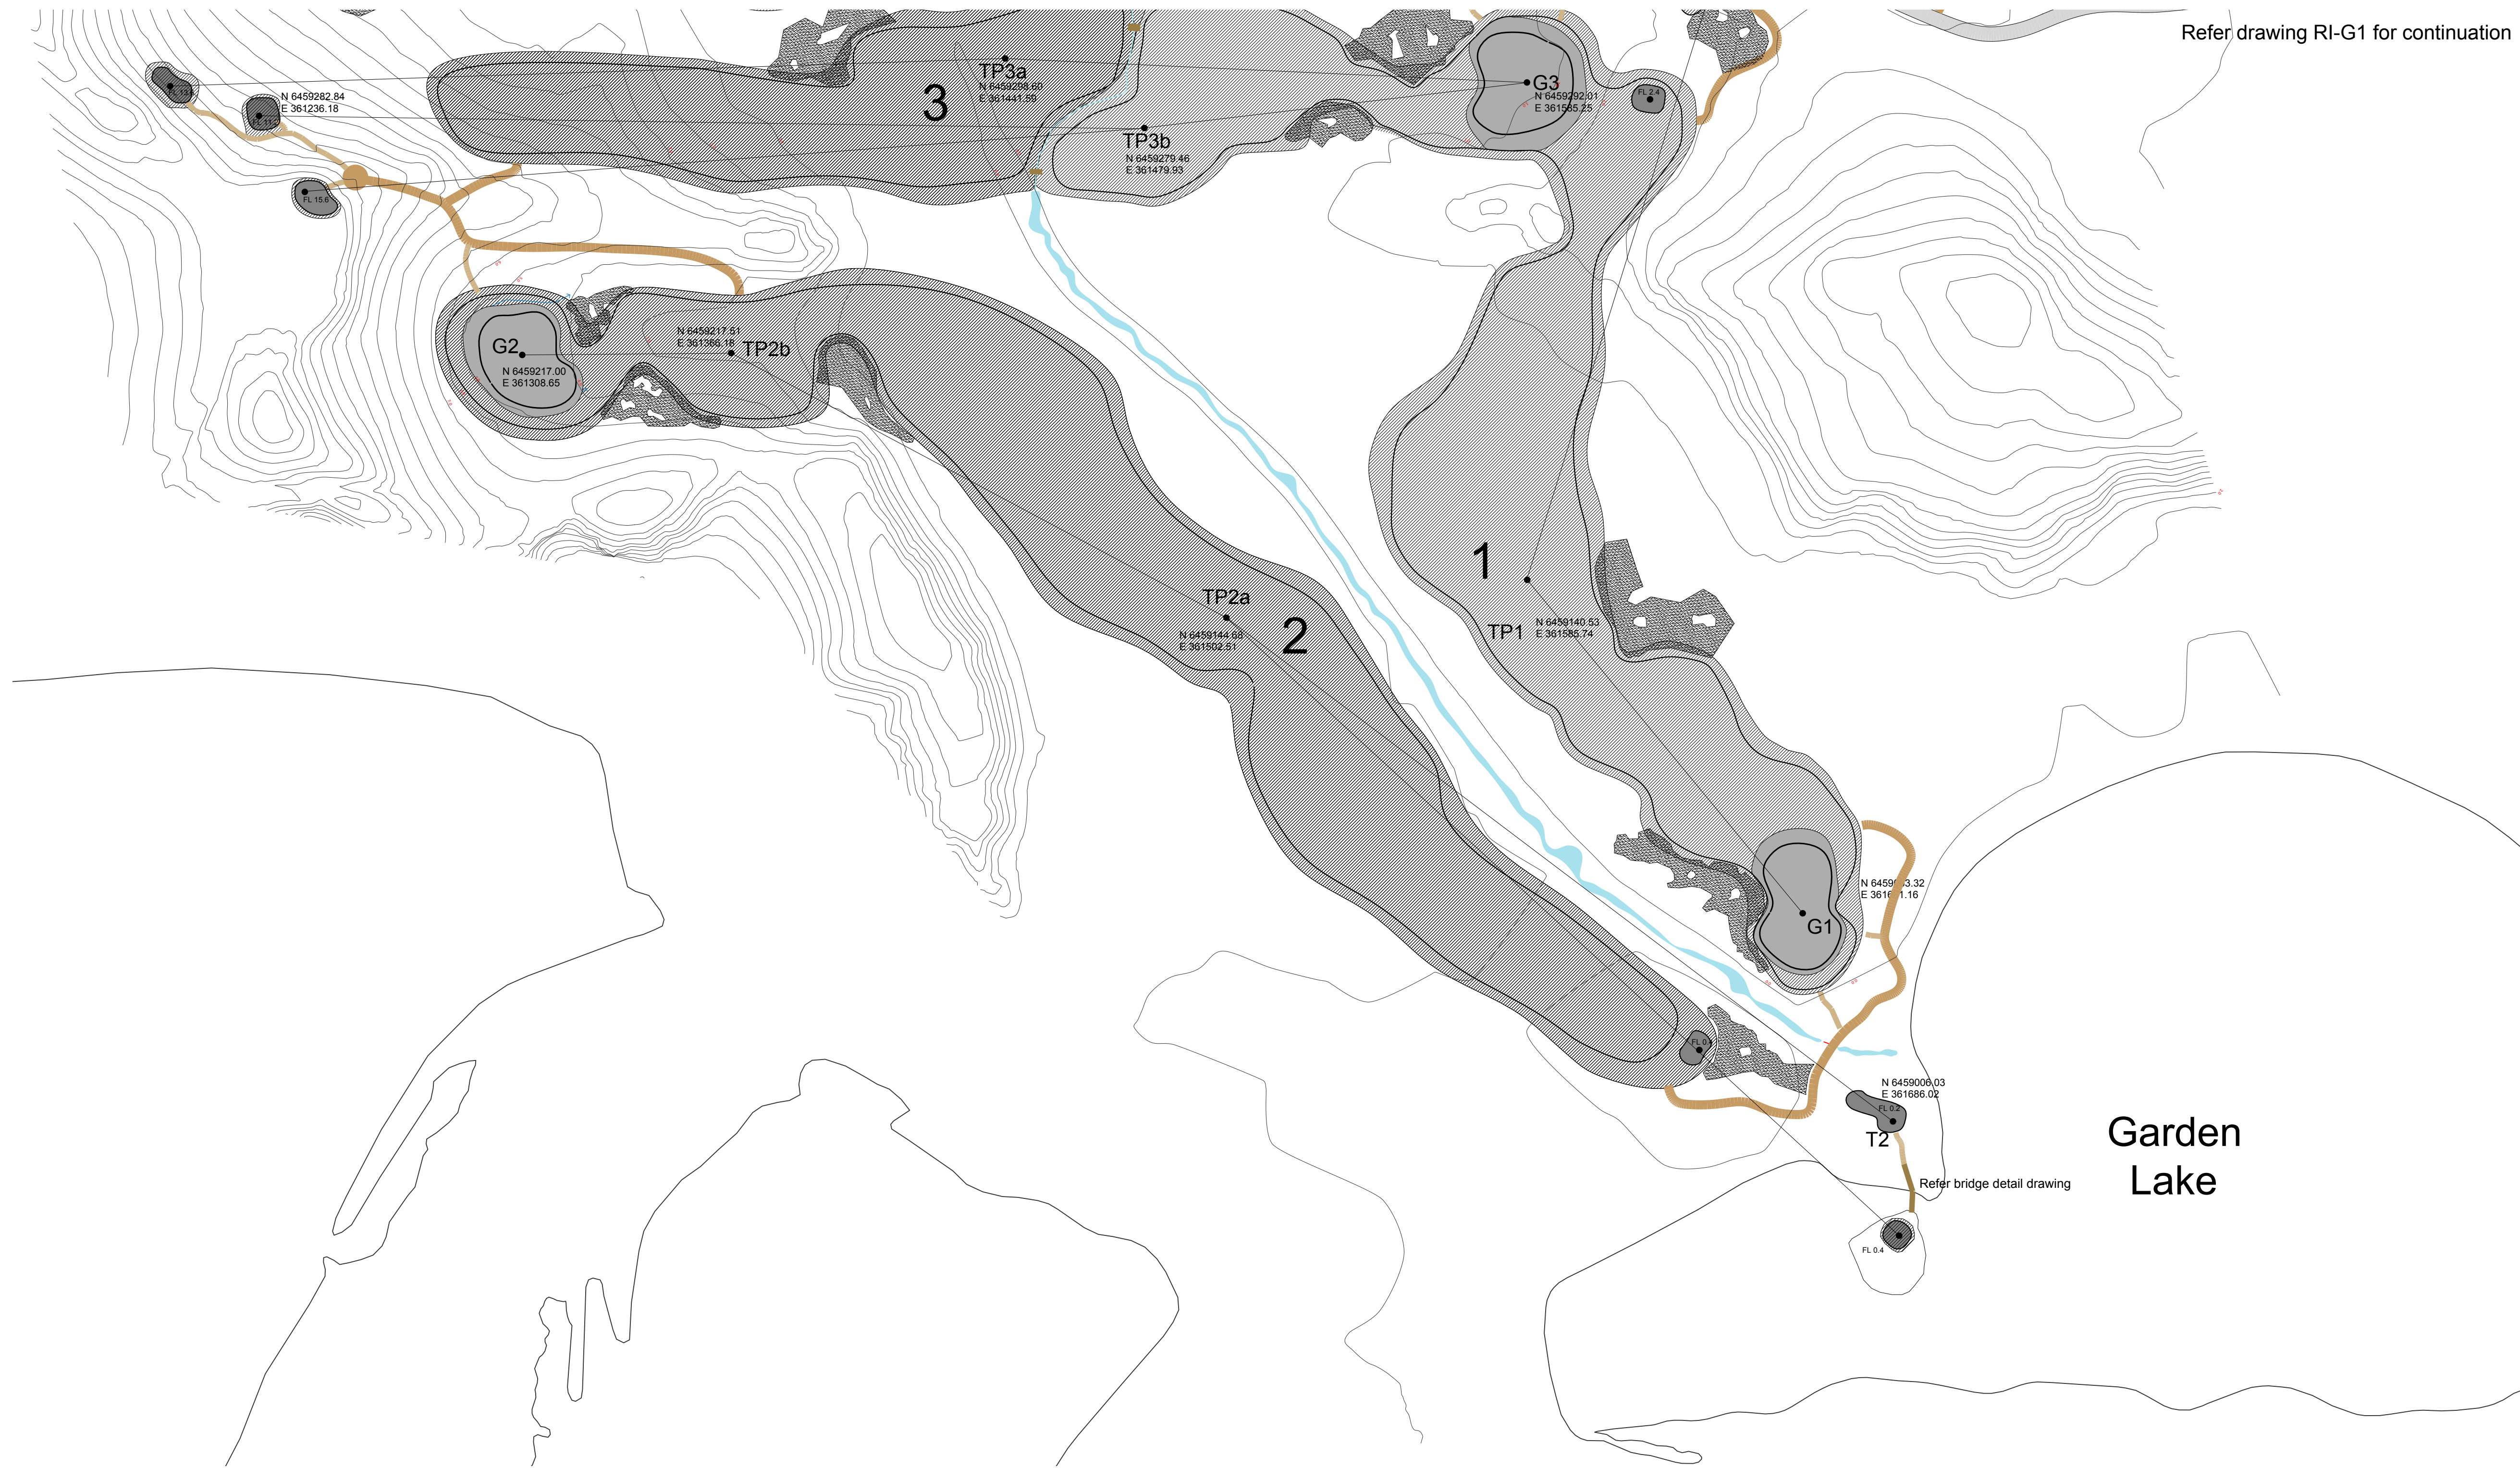 Refer drawing RI-G1 for continuation
TP3a
N 6459293.60
E 361441.59
3
G3
N 6459292.01
E 361585.25
FL 2.4
N 6459282.84
E 361236.18
TP3b
N 6459279.46
E 361479.93
FL 15.6
N 6459217.51
E 361366.18
TP2b
G2
N 6459217.00
E 361308.65
1
TP2a
2
N 6459144.68
E 361502.51
TP1
N 6459140.53
E 361585.74
G1
N 6459006.03
E 361686.02
FL 0.2
T2
Garden
Lake
Refer bridge detail drawing
FL 0.4